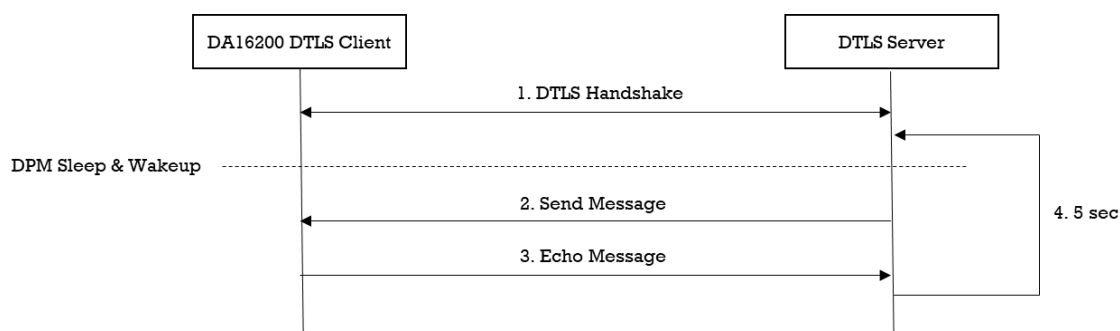 DA16200 DTLS Client
DTLS Server
1. DTLS Handshake
DPM Sleep & Wakeup
2. Send Message
4. 5 sec
3. Echo Message